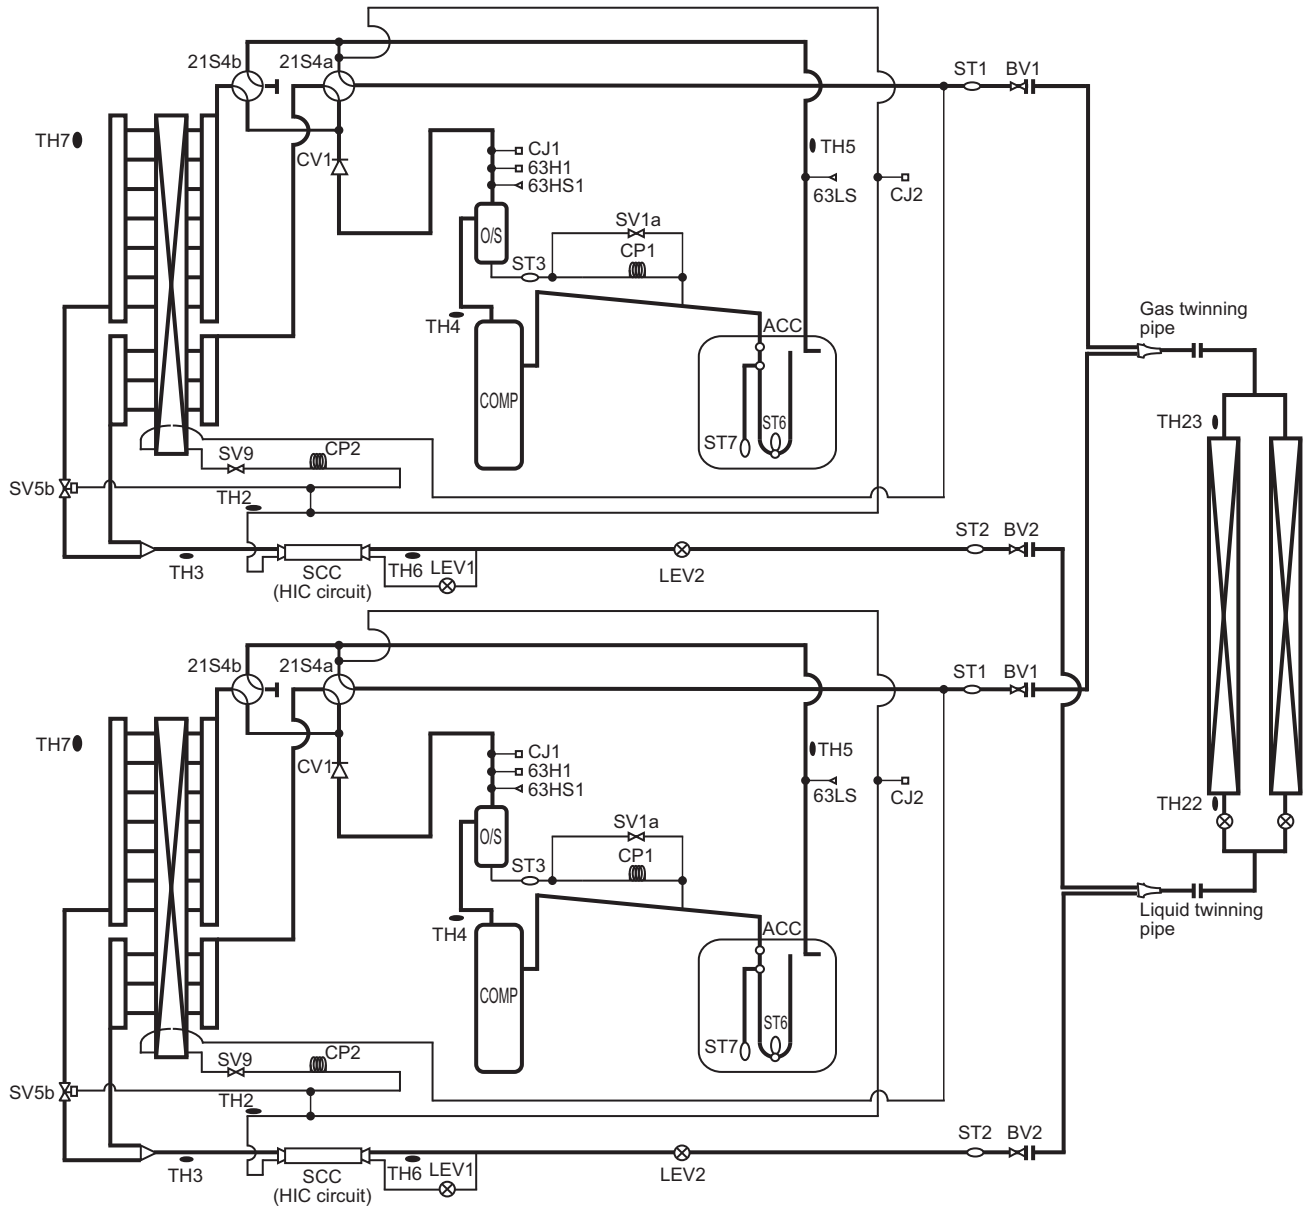 21S4b
21S4a
ST1
BV1
TH7
CV1
CJ1
63H1
63HS1
TH5
63LS
CJ2
O/S
SV1a
CP1
ST3
TH4
ACC
COMP
ST6
ST7
Gas twinning
pipe
TH23
SV9
CP2
SV5b
TH2
TH3
SCC
(HIC circuit)
TH6
LEV1
LEV2
ST2
BV2
21S4b
21S4a
ST1
BV1
TH7
CV1
CJ1
63H1
63HS1
TH5
63LS
CJ2
TH22
O/S
SV1a
CP1
ST3
TH4
ACC
COMP
ST6
ST7
Liquid twinning
pipe
SV9
CP2
SV5b
TH2
TH3
SCC
(HIC circuit)
TH6
LEV1
LEV2
ST2
BV2